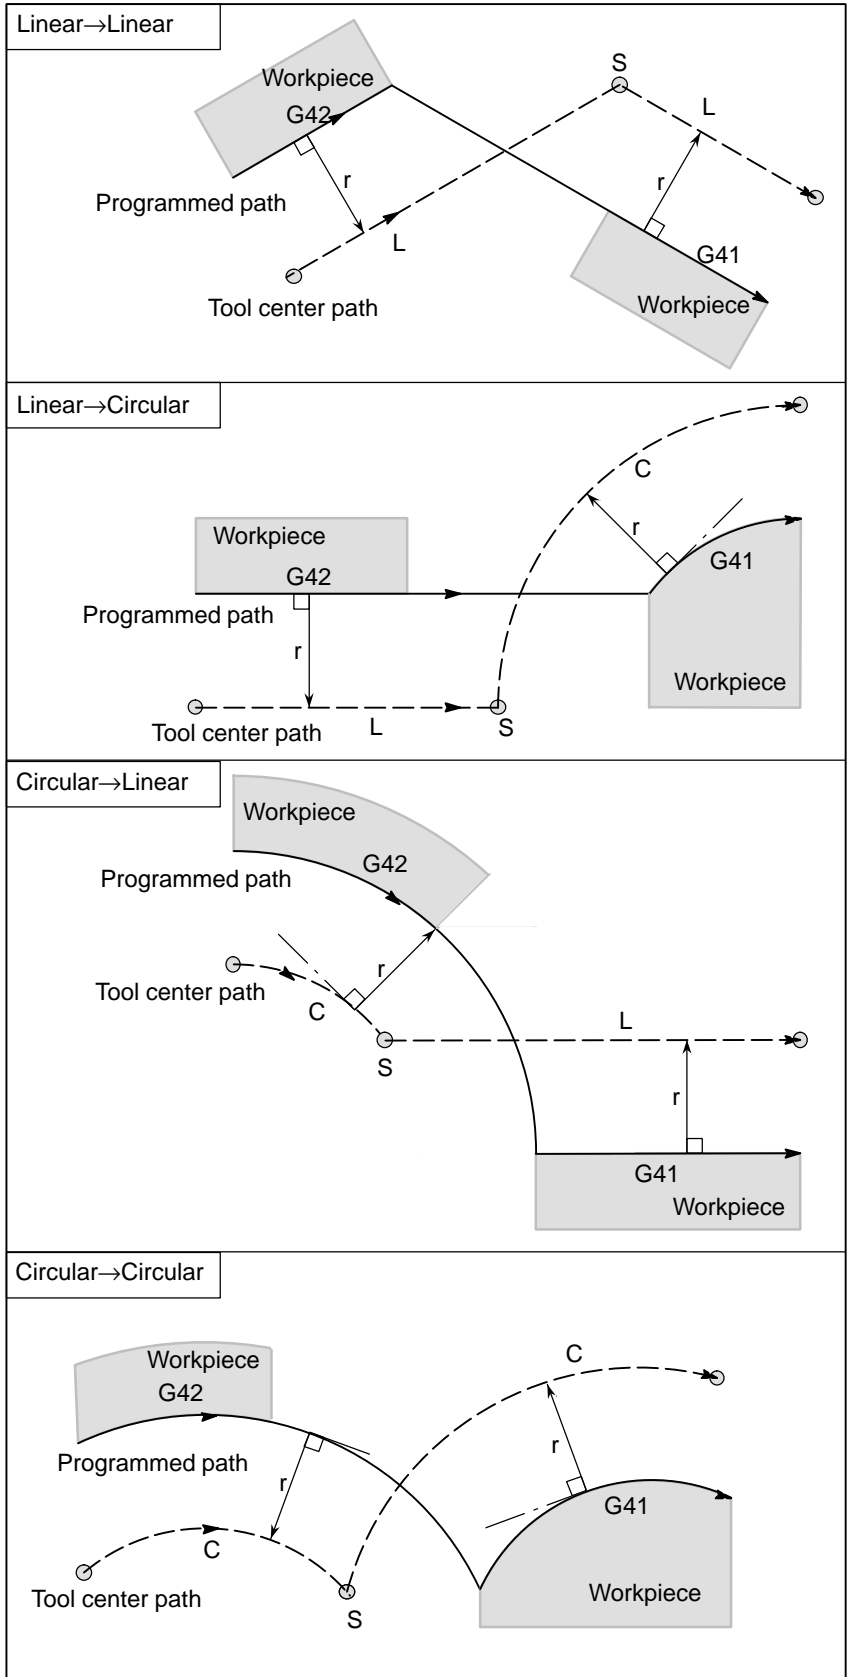 Linear→Linear
Workpiece
G42
S
L
r
r
Programmed path
L
G41
Tool center path
Workpiece
Linear→Circular
C
Workpiece
r
G41
G42
Programmed path
r
Workpiece
Tool center path
L
S
Circular→Linear
Workpiece
G42
Programmed path
r
Tool center path
C
L
S
r
G41
Workpiece
Circular→Circular
C
Workpiece
G42
r
Programmed path
r
G41
C
Tool center path
Workpiece
S